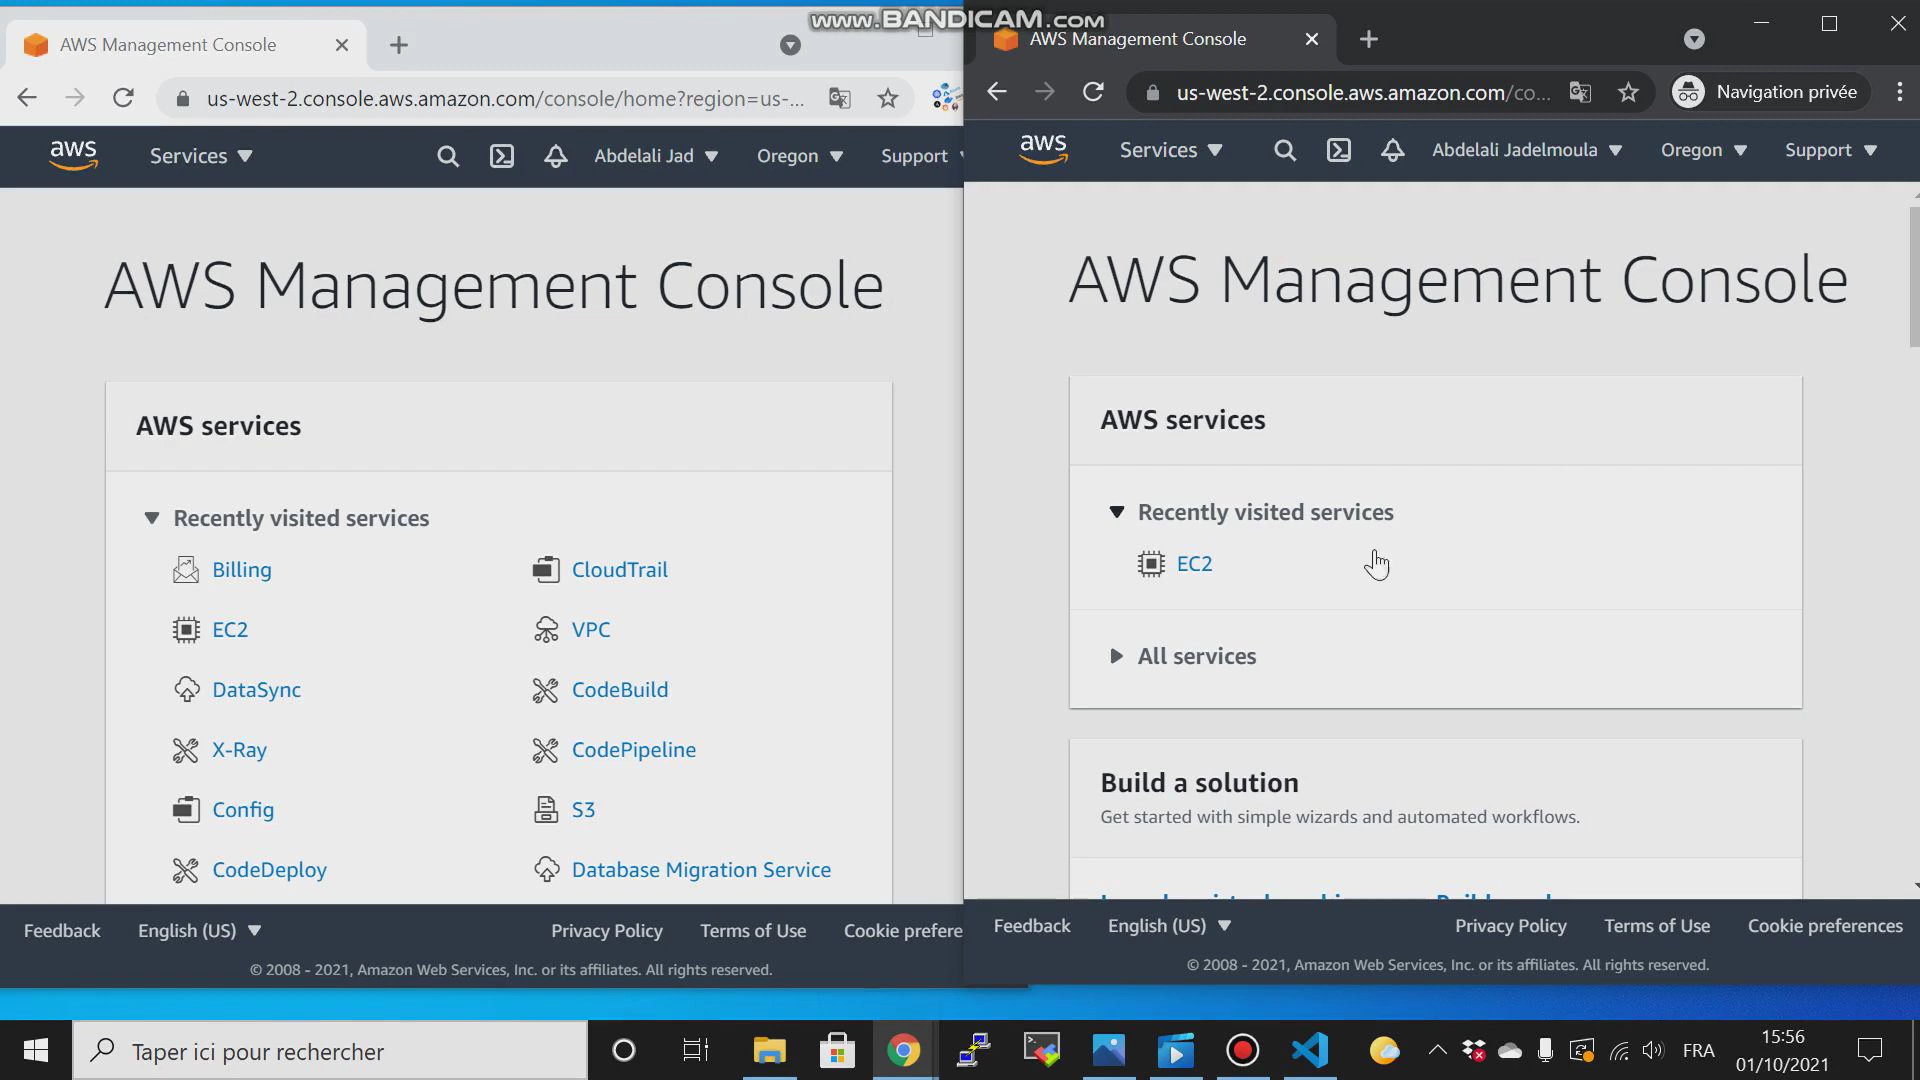 www.BANDICAM.com
AWS Management Console
us-west-2.console.aws.amazon.com/console/home?region=us-...
aws
Services
Abdelali Jad
Oregon
Support
AWS Management Console
AWS services
Recently visited services
Billing
CloudTrail
EC2
VPC
DataSync
CodeBuild
X-Ray
CodePipeline
Config
S3
CodeDeploy
Database Migration Service
Feedback
English (US)
Privacy Policy
Terms of Use
Cookie prefere
© 2008 - 2021, Amazon Web Services, Inc. or its affiliates. All rights reserved.
AWS Management Console
us-west-2.console.aws.amazon.com/co...
Navigation privée
aws
Services
Abdelali Jadelmoula
Oregon
Support
AWS Management Console
AWS services
Recently visited services
EC2
All services
Build a solution
Get started with simple wizards and automated workflows.
Feedback
English (US)
Privacy Policy
Terms of Use
Cookie preferences
© 2008 - 2021, Amazon Web Services, Inc. or its affiliates. All rights reserved.
Taper ici pour rechercher
FRA
15:56
01/10/2021